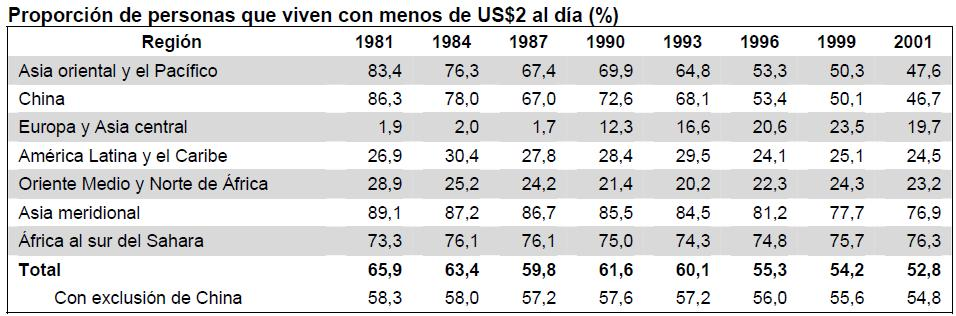 Proporción de personas que viven con menos de US$2 al día (%)
Región 1981 1984 1987 1990 1993 1996 1999 2001
Asia oriental y el Pacífico 83,4 76,3 67,4 69,9 64,8 53,3 50,3 47,6
China 86,3 78,0 67,0 72,6 68,1 53,4 50,1 46,7
Europa y Asia central 1,9 2,0 1,7 12,3 16,6 20,6 23,5 19,7
América Latina y el Caribe 26,9 30,4 27,8 28,4 29,5 24,1 25,1 24,5
Oriente Medio y Norte de África 28,9 25,2 24,2 21,4 20,2 22,3 24,3 23,2
Asia meridional 89,1 87,2 86,7 85,5 84,5 81,2 77,7 76,9
África al sur del Sahara 73,3 76,1 76,1 75,0 74,3 74,8 75,7 76,3
Total 65,9 63,4 59,8 61,6 60,1 55,3 54,2 52,8
Con exclusión de China 58,3 58,0 57,2 57,6 57,2 56,0 55,6 54,8